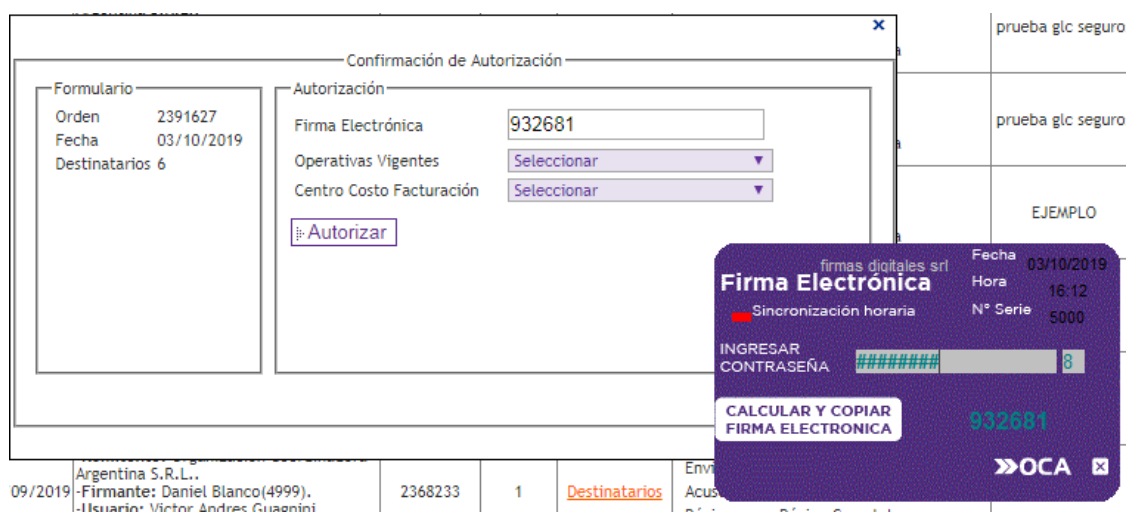 ×
prueba glc seguro
Confirmación de Autorización
Formulario
Orden 2391627
Fecha 03/10/2019
Destinatarios 6
Autorización
Firma Electrónica 932681
Operativas Vigentes Seleccionar
Centro Costo Facturación Seleccionar
Autorizar
prueba glc seguro
EJEMPLO
firmas digitales srl
Firma Electrónica
Sincronización horaria
Fecha 03/10/2019
Hora 16:12
N° Serie 5000
INGRESAR
CONTRASEÑA ######## 8
CALCULAR Y COPIAR
FIRMA ELECTRONICA 932681
OCA
Argentina S.R.L..
09/2019 -Firmante: Daniel Blanco(4999). 2368233 1 Destinatarios
-Usuario: Victor Andres Guagnini
Envi
Acus